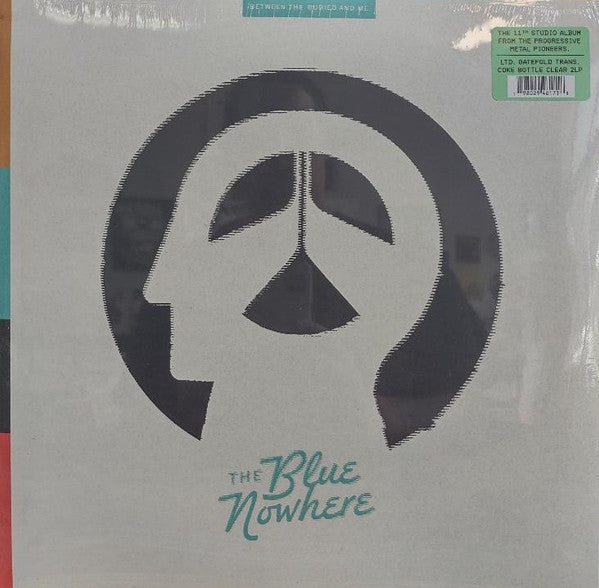 BETWEEN THE BURIED AND ME
THE 11TH STUDIO ALBUM
FROM THE PROGRESSIVE
METAL PIONEERS.
LTD. GATEFOLD TRANS.
COKE BOTTLE CLEAR 2LP
THE Blue
Nowhere